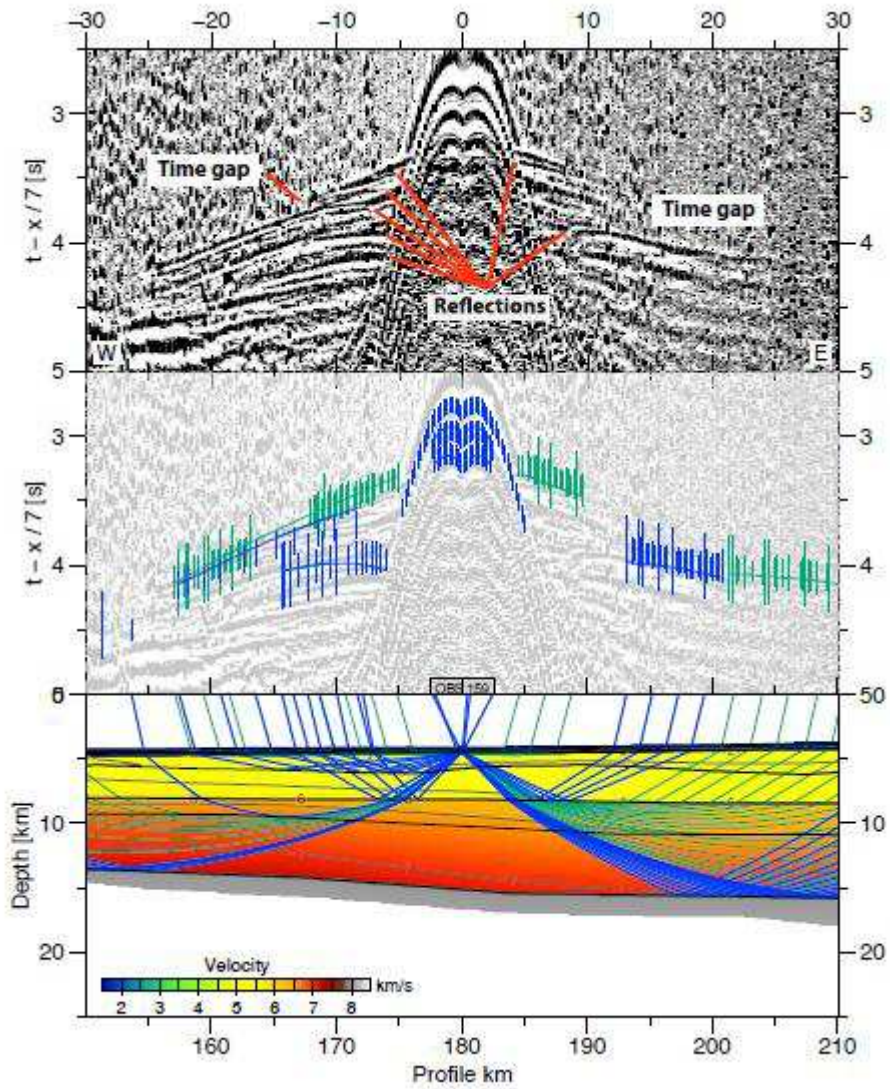 −30 −20 −10 0 10 20 30
3 3
Time gap
Time gap
t – x / 7 [s]
4 4
Reflections
W E
5 5
3 3
t – x / 7 [s]
4 4
OBS 159
6 50
10 10
Depth [km]
20 20
Velocity
km/s
2 3 4 5 6 7 8
160 170 180 190 200 210
Profile km